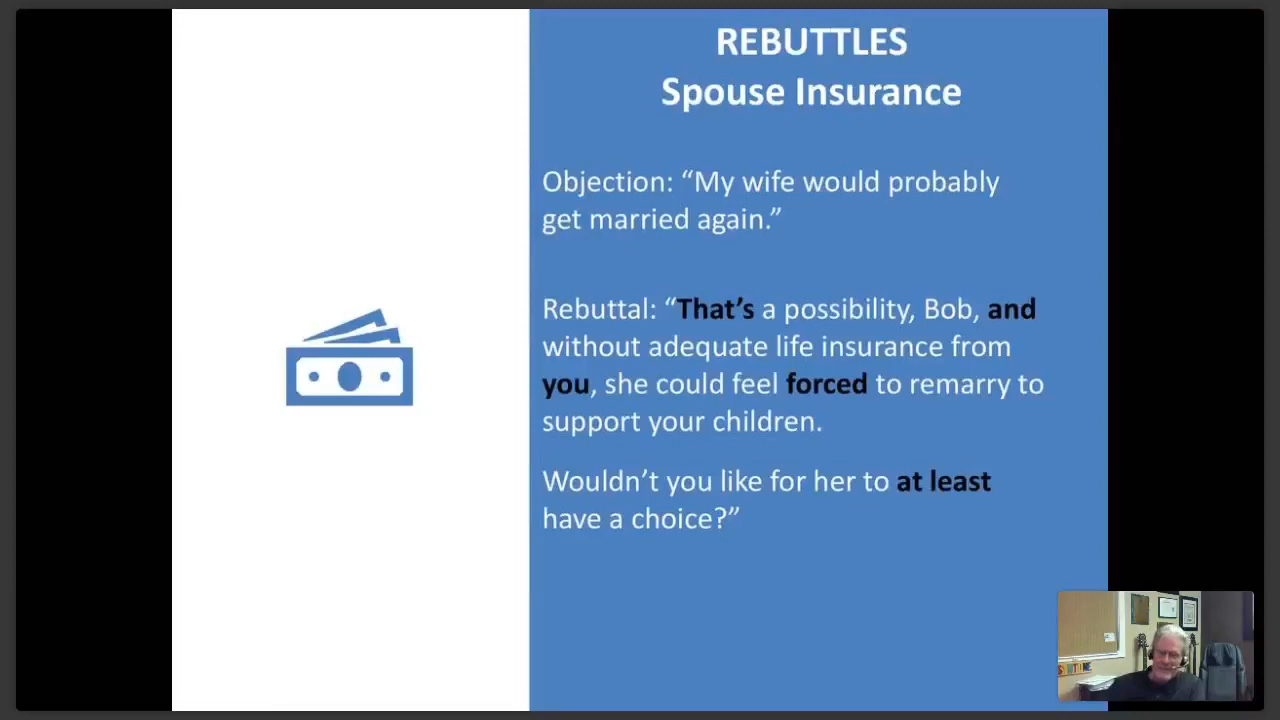 REBUTTLES
Spouse Insurance
Objection: “My wife would probably
get married again.”
Rebuttal: “That’s a possibility, Bob, and
without adequate life insurance from
you, she could feel forced to remarry to
support your children.
Wouldn’t you like for her to at least
have a choice?”